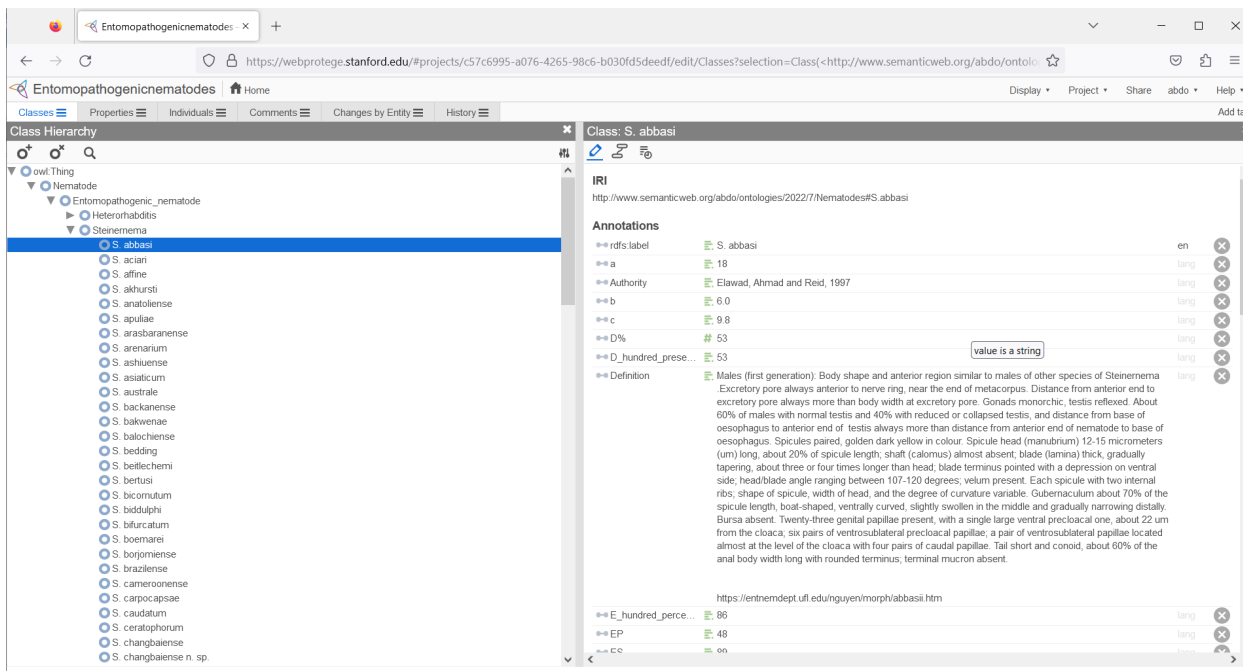 Entomopathogenicnematodes -
https://webprotege.stanford.edu/#projects/c57c6995-a076-4265-98c6-b030fd5deedf/edit/Classes?selection=Class(<http://www.semanticweb.org/abdo/ontolo
Entomopathogenicnematodes Home Display Project Share abdo Help
Classes Properties Individuals Comments Changes by Entity History Add ta
Class Hierarchy
owl:Thing
Nematode
Entomopathogenic_nematode
Heterorhabditis
Steinernema
S. abbasi
S. aciari
S. affine
S. akhursti
S. anatoliense
S. apuliae
S. arasbaranense
S. arenarium
S. ashiuense
S. asiaticum
S. australe
S. backanense
S. bakwenae
S. balochiense
S. bedding
S. beitlechemi
S. bertusi
S. bicornutum
S. biddulphi
S. bifurcatum
S. boemarei
S. borjomiense
S. brazilense
S. cameroonense
S. carpocapsae
S. caudatum
S. ceratophorum
S. changbaiense
S. changbaiense n. sp.
Class: S. abbasi
IRI
http://www.semanticweb.org/abdo/ontologies/2022/7/Nematodes#S.abbasi
Annotations
rdfs:label S. abbasi en
a 18 lang
Authority Elawad, Ahmad and Reid, 1997 lang
b 6.0 lang
c 9.8 lang
D% # 53 lang
value is a string
D_hundred_prese... 53 lang
Definition Males (first generation): Body shape and anterior region similar to males of other species of Steinernema lang
.Excretory pore always anterior to nerve ring, near the end of metacorpus. Distance from anterior end to
excretory pore always more than body width at excretory pore. Gonads monorchic, testis reflexed. About
60% of males with normal testis and 40% with reduced or collapsed testis, and distance from base of
oesophagus to anterior end of testis always more than distance from anterior end of nematode to base of
oesophagus. Spicules paired, golden dark yellow in colour. Spicule head (manubrium) 12-15 micrometers
(um) long, about 20% of spicule length; shaft (calomus) almost absent; blade (lamina) thick, gradually
tapering, about three or four times longer than head; blade terminus pointed with a depression on ventral
side; head/blade angle ranging between 107-120 degrees; velum present. Each spicule with two internal
ribs; shape of spicule, width of head, and the degree of curvature variable. Gubernaculum about 70% of the
spicule length, boat-shaped, ventrally curved, slightly swollen in the middle and gradually narrowing distally.
Bursa absent. Twenty-three genital papillae present, with a single large ventral precloacal one, about 22 um
from the cloaca; six pairs of ventrosublateral precloacal papillae; a pair of ventrosublateral papillae located
almost at the level of the cloaca with four pairs of caudal papillae. Tail short and conoid, about 60% of the
anal body width long with rounded terminus; terminal mucron absent.
https://entnemdept.ufl.edu/nguyen/morph/abbasii.htm
E_hundred_perce... 86 lang
EP 48 lang
ES 89 lang